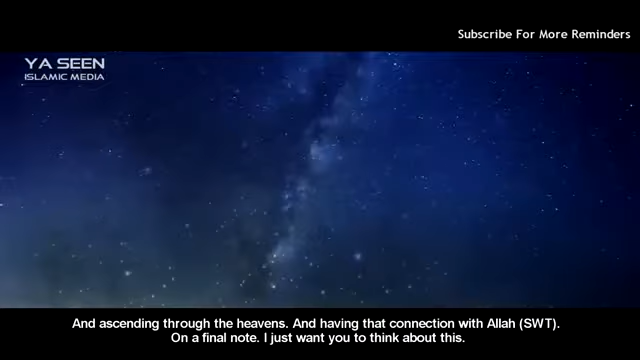 Subscribe For More Reminders
YA SEEN
ISLAMIC MEDIA
And ascending through the heavens. And having that connection with Allah (SWT).
On a final note. I just want you to think about this.